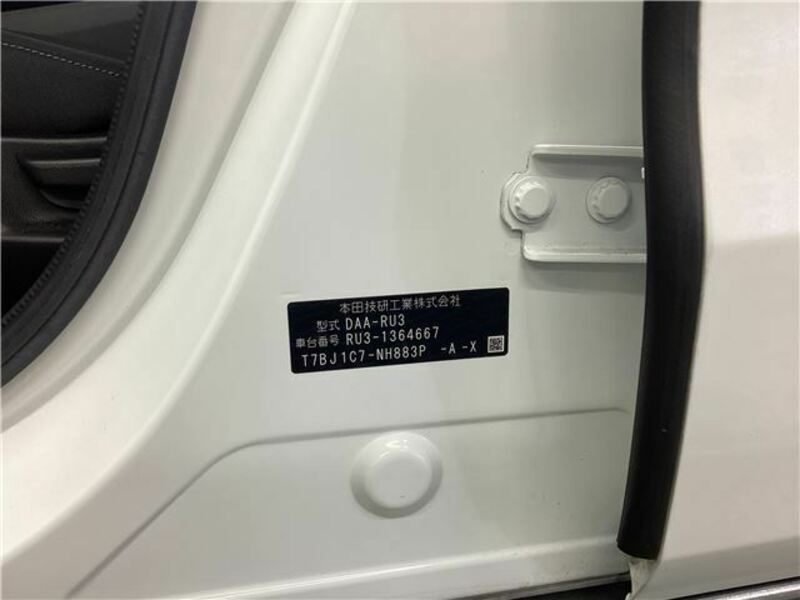 本田技研工業株式会社
型式 DAA-RU3
車台番号 RU3-1364667
T7BJ1C7-NH883P -A-X